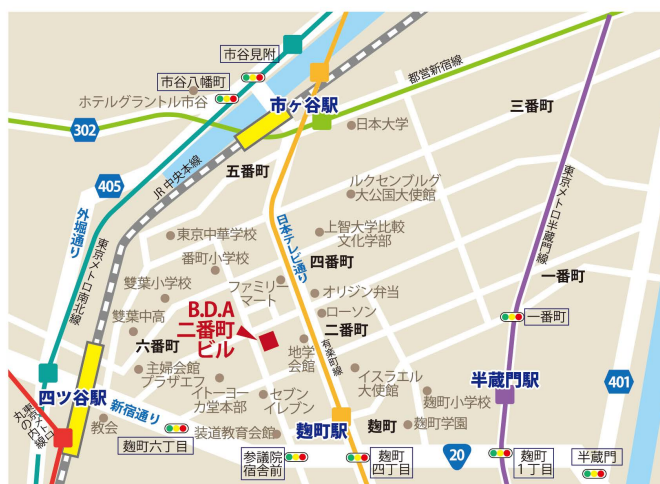 市谷見附
市谷八幡町
ホテルグラントル市谷
市ヶ谷駅
都営新宿線
三番町
302
日本大学
JR中央本線
五番町
405
ルクセンブルグ
大公国大使館
東京メトロ半蔵門線
外堀通り
東京メトロ南北線
日本テレビ通り
東京中華学校
上智大学比較
文化学部
番町小学校
四番町
一番町
雙葉小学校
ファミリー
マート
オリジン弁当
B.D.A
二番町
ビル
ローソン
一番町
雙葉中高
二番町
六番町
地学
会館
有楽町線
主婦会館
プラザエフ
イスラエル
大使館
半蔵門駅
401
四ツ谷駅
イトーヨー
カ堂本部
セブン
イレブン
麹町小学校
新宿通り
東京メトロ
丸の内線
教会
麹町駅
麹町
麹町学園
麹町六丁目
装道教育会館
参議院
宿舎前
麹町
四丁目
20
麹町
1丁目
半蔵門